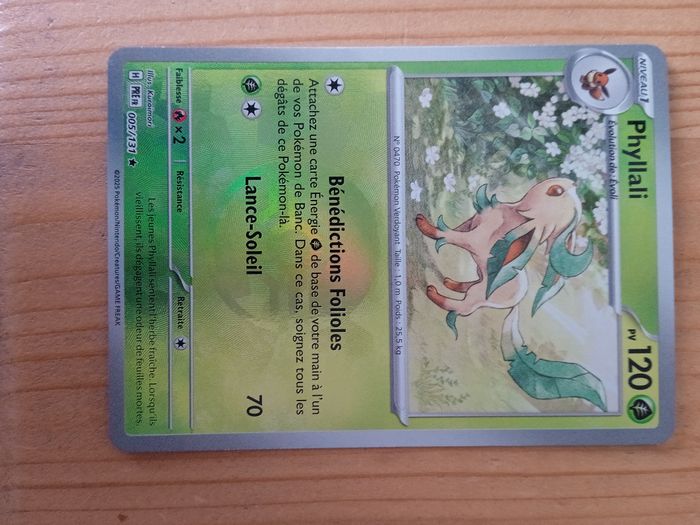 NIVEAU 1
Phyllali
PV 120
Évolution de : Évoli
N° 0470 Pokémon Verdoyant Taille : 1,0 m Poids : 25,5 kg
Bénédictions Folioles
Attachez une carte Énergie de base de votre main à l'un
de vos Pokémon de Banc. Dans ce cas, soignez tous les
dégâts de ce Pokémon-là.
Lance-Soleil 70
Faiblesse ×2 Résistance Retraite
Illus. Kuroimori
H PRE FR 005/131 ★
Les jeunes Phyllali sentent l'herbe fraîche. Lorsqu'ils
vieillissent, ils dégagent une odeur de feuilles mortes.
©2025 Pokémon/Nintendo/Creatures/GAME FREAK